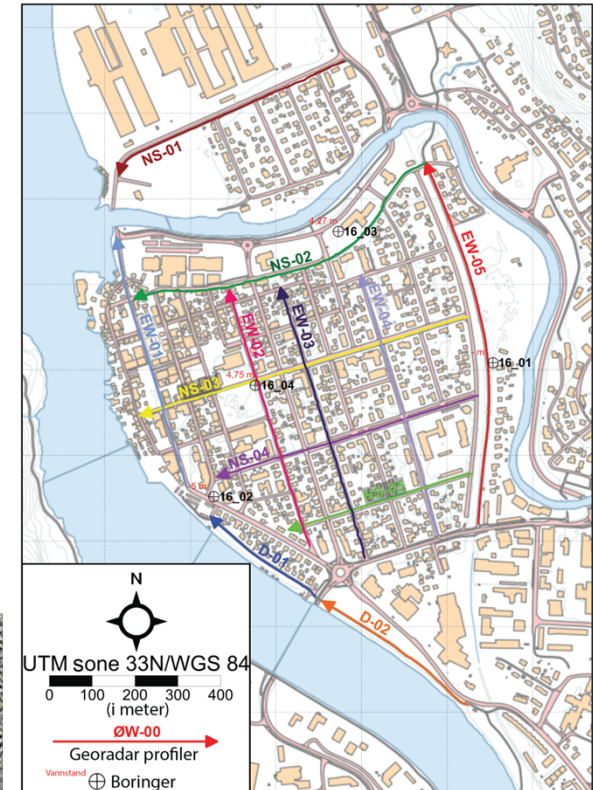 NS-01
4,27 m
16_03
NS-02
EW-05
EW-01
EW-02
EW-03
EW-04
m
16_01
4,75 m
16_04
NS-03
NS-04
5 m
16_02
D-01
D-02
N
UTM sone 33N/WGS 84
0 100 200 300 400
(i meter)
ØW-00
Georadar profiler
Vannstand
Boringer